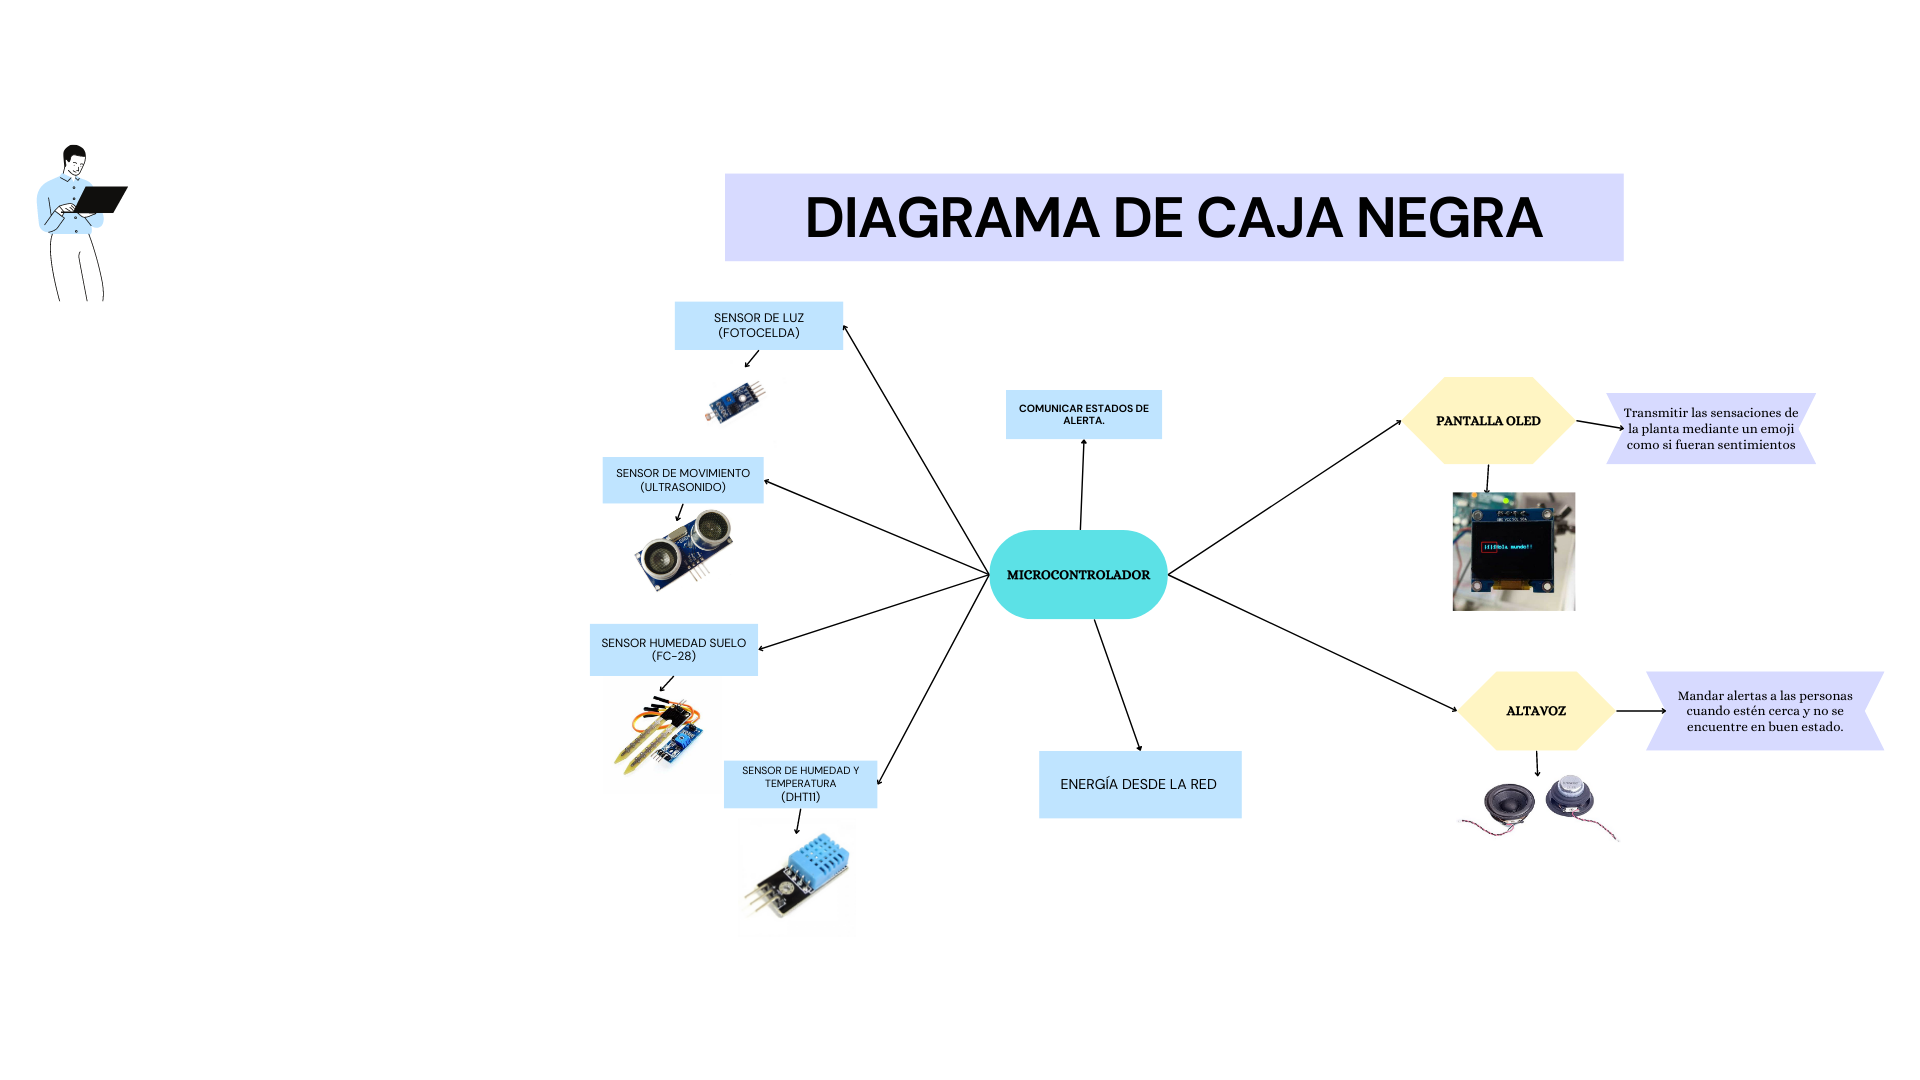 DIAGRAMA DE CAJA NEGRA
SENSOR DE LUZ
(FOTOCELDA)
COMUNICAR ESTADOS DE
ALERTA.
PANTALLA OLED
Transmitir las sensaciones de
la planta mediante un emoji
como si fueran sentimientos
SENSOR DE MOVIMIENTO
(ULTRASONIDO)
MICROCONTROLADOR
SENSOR HUMEDAD SUELO
(FC-28)
ALTAVOZ
Mandar alertas a las personas
cuando estén cerca y no se
encuentre en buen estado.
SENSOR DE HUMEDAD Y
TEMPERATURA
(DHT11)
ENERGÍA DESDE LA RED